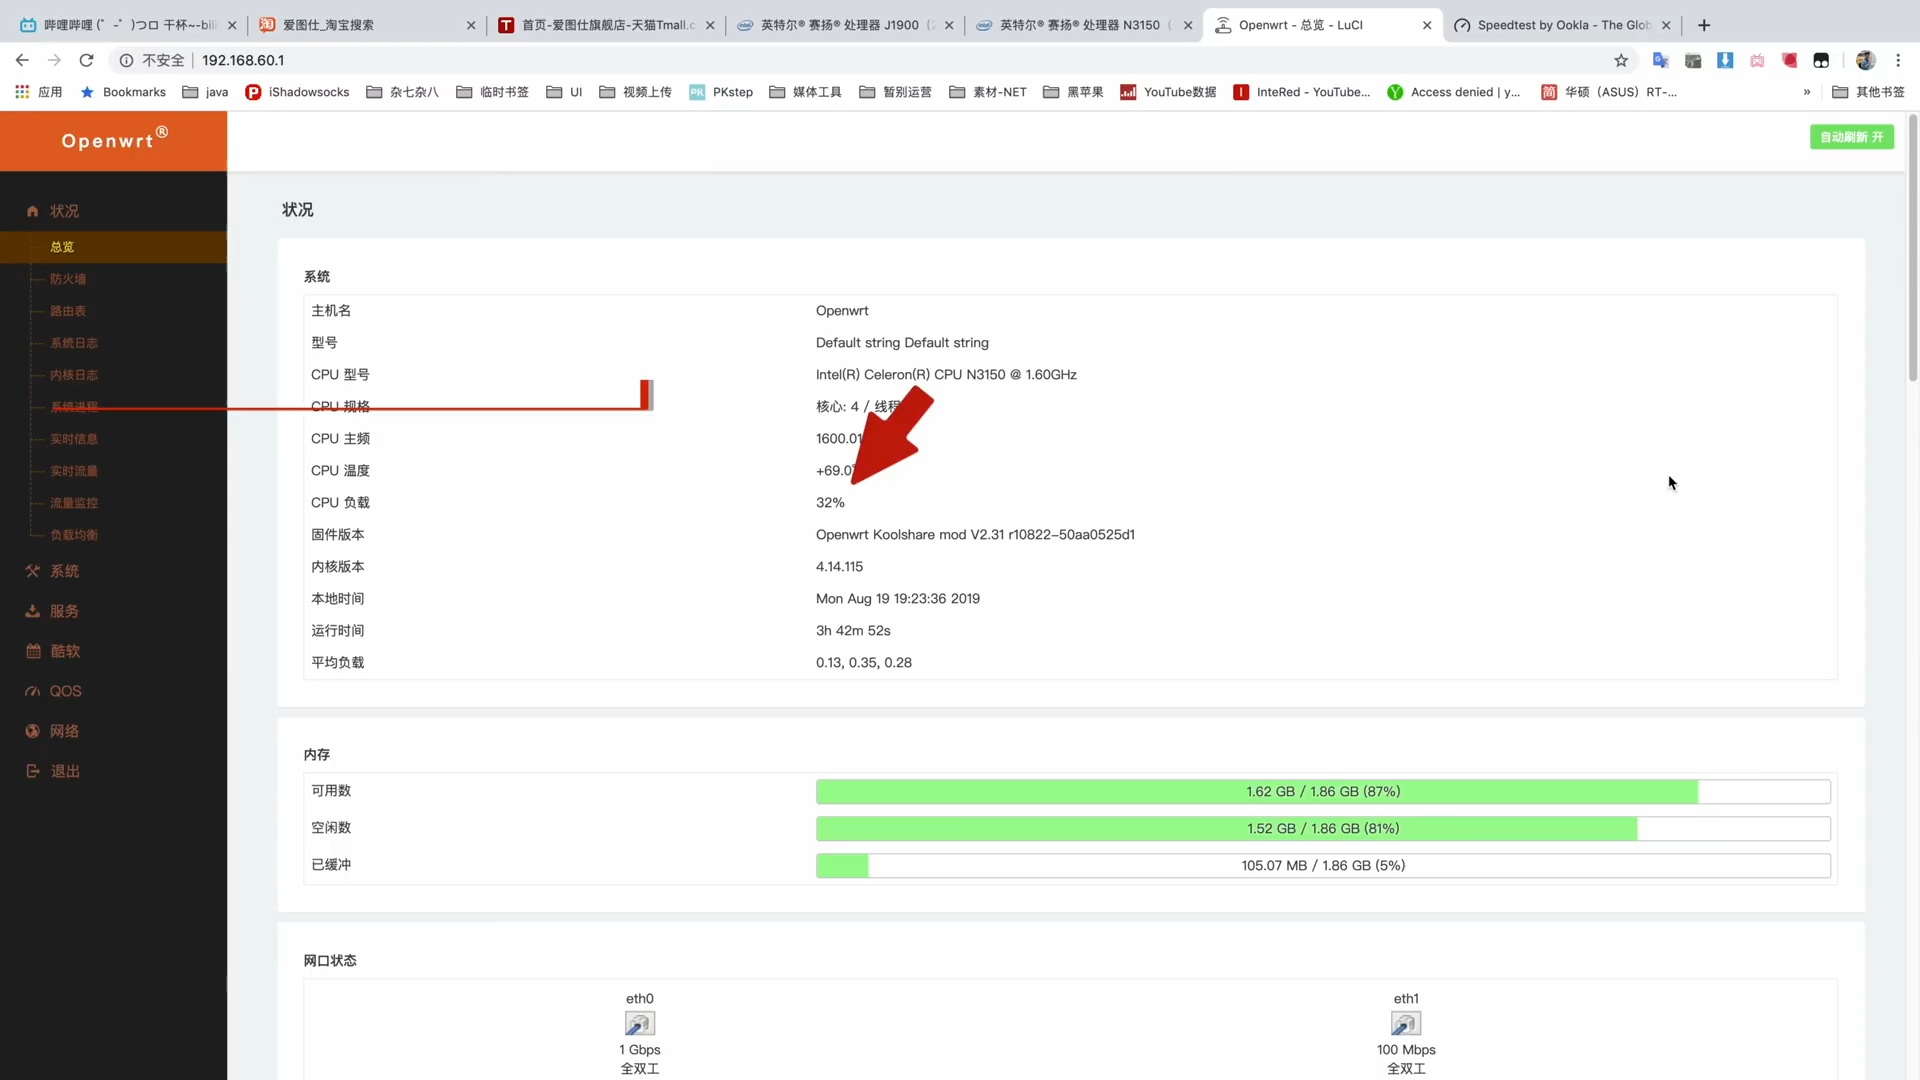 哔哩哔哩 (゜-゜)つロ 干杯~-bili
爱图仕_淘宝搜索
首页-爱图仕旗舰店-天猫Tmall.c
英特尔® 赛扬® 处理器 J1900
英特尔® 赛扬® 处理器 N3150
Openwrt - 总览 - LuCI
Speedtest by Ookla - The Glob
不安全
192.168.60.1
应用
Bookmarks
java
iShadowsocks
杂七杂八
临时书签
UI
视频上传
PKstep
媒体工具
暂别运营
素材-NET
黑苹果
YouTube数据
InteRed - YouTube...
Access denied | y...
华硕（ASUS）RT-...
»
其他书签
Openwrt®
自动刷新 开
状况
总览
防火墙
路由表
系统日志
内核日志
系统进程
实时信息
实时流量
流量监控
负载均衡
系统
服务
酷软
QOS
网络
退出
状况
系统
主机名 Openwrt
型号 Default string Default string
CPU 型号 Intel(R) Celeron(R) CPU N3150 @ 1.60GHz
CPU 规格 核心: 4 / 线程
CPU 主频 1600.01
CPU 温度 +69.0
CPU 负载 32%
固件版本 Openwrt Koolshare mod V2.31 r10822-50aa0525d1
内核版本 4.14.115
本地时间 Mon Aug 19 19:23:36 2019
运行时间 3h 42m 52s
平均负载 0.13, 0.35, 0.28
内存
可用数 1.62 GB / 1.86 GB (87%)
空闲数 1.52 GB / 1.86 GB (81%)
已缓冲 105.07 MB / 1.86 GB (5%)
网口状态
eth0
1 Gbps
全双工
eth1
100 Mbps
全双工